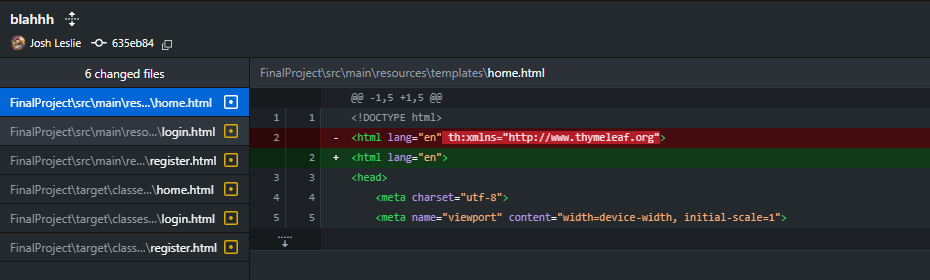 blahhh
Josh Leslie 635eb84
6 changed files
FinalProject\src\main\res...\home.html
FinalProject\src\main\reso...\login.html
FinalProject\src\main\re...\register.html
FinalProject\target\classe...\home.html
FinalProject\target\classes...\login.html
FinalProject\target\class...\register.html
FinalProject\src\main\resources\templates\home.html
@@ -1,5 +1,5 @@
1 1 <!DOCTYPE html>
2 - <html lang="en" th:xmlns="http://www.thymeleaf.org">
2 + <html lang="en">
3 3 <head>
4 4 <meta charset="utf-8">
5 5 <meta name="viewport" content="width=device-width, initial-scale=1">